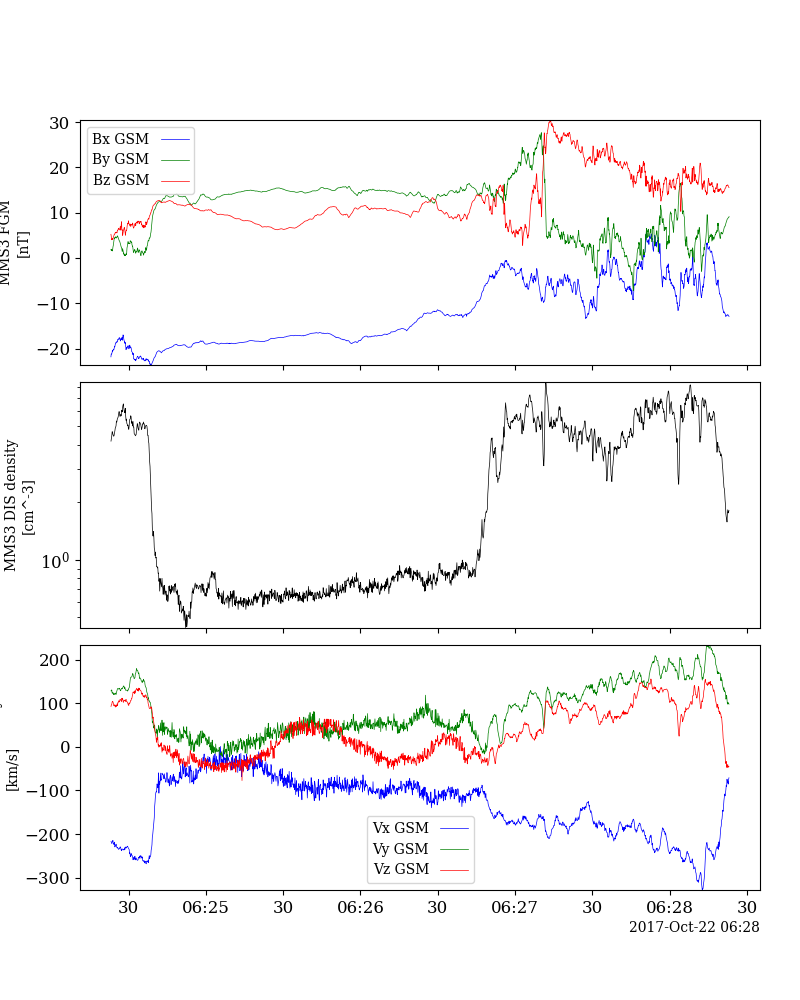 30
20
10
0
−10
−20
MMS3 FGM
[nT]
Bx GSM
By GSM
Bz GSM
10^0
MMS3 DIS density
[cm^-3]
200
100
0
−100
−200
−300
[km/s]
Vx GSM
Vy GSM
Vz GSM
30 06:25 30 06:26 30 06:27 30 06:28 30
2017-Oct-22 06:28